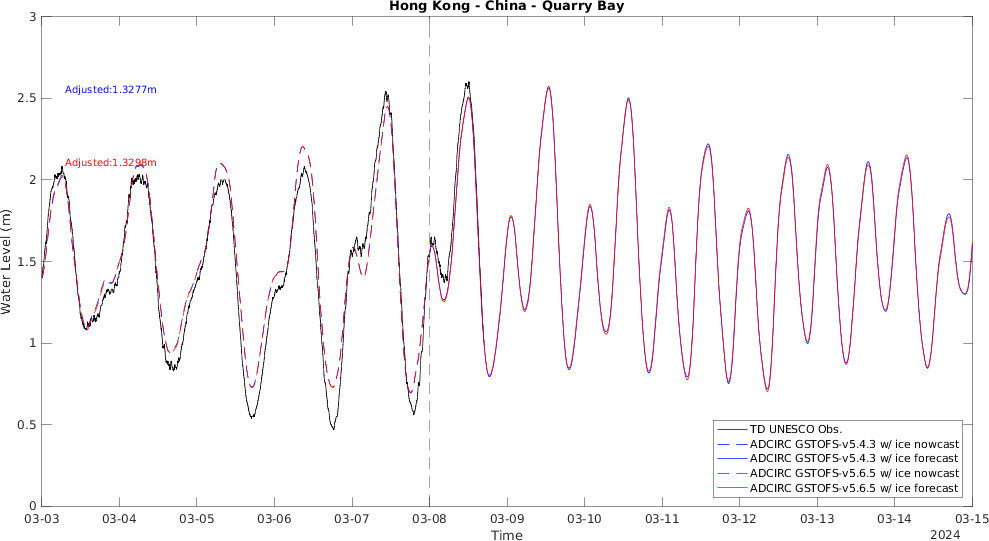 Hong Kong - China - Quarry Bay
3
2.5
2
1.5
1
0.5
0
Water Level (m)
Adjusted:1.3277m
Adjusted:1.3298m
TD UNESCO Obs.
ADCIRC GSTOFS-v5.4.3 w/ ice nowcast
ADCIRC GSTOFS-v5.4.3 w/ ice forecast
ADCIRC GSTOFS-v5.6.5 w/ ice nowcast
ADCIRC GSTOFS-v5.6.5 w/ ice forecast
03-03 03-04 03-05 03-06 03-07 03-08 03-09 03-10 03-11 03-12 03-13 03-14 03-15
Time
2024